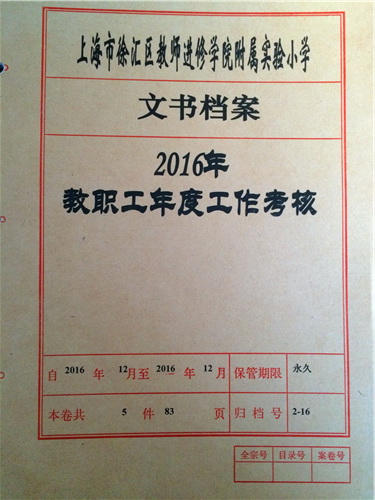 上海市徐汇区教师进修学院附属实验小学
文书档案
2016年
教职工年度工作考核
自 2016 年 12月至 2016 年 12 月 保管期限 永久
本卷共 5 件 83 页 归档号 2-16
全宗号 目录号 案卷号